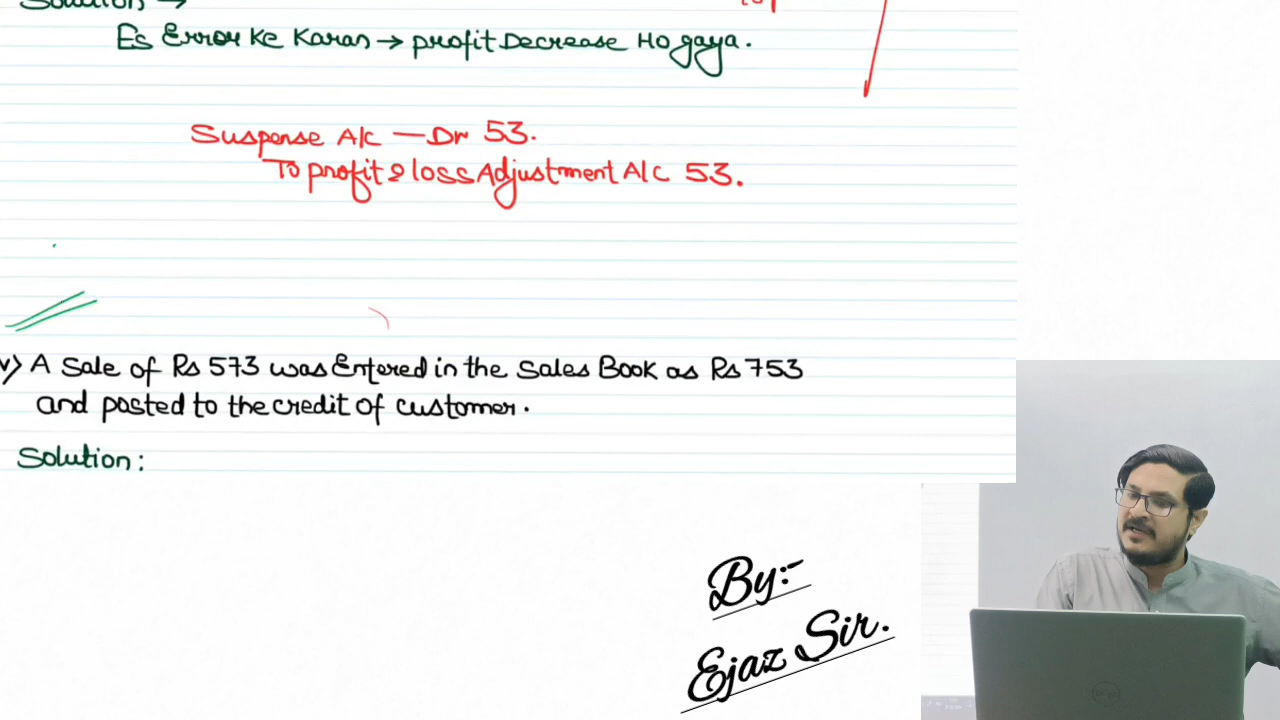 Solution →
Es Error Ke Karan → profit Decrease Ho gaya.
Suspense A/c — Dr 53.
To profit & loss Adjustment A/c 53.
v) A Sale of Rs 573 was Entered in the Sales Book as Rs 753
and posted to the credit of customer.
Solution:
By:-
Ejaz Sir.